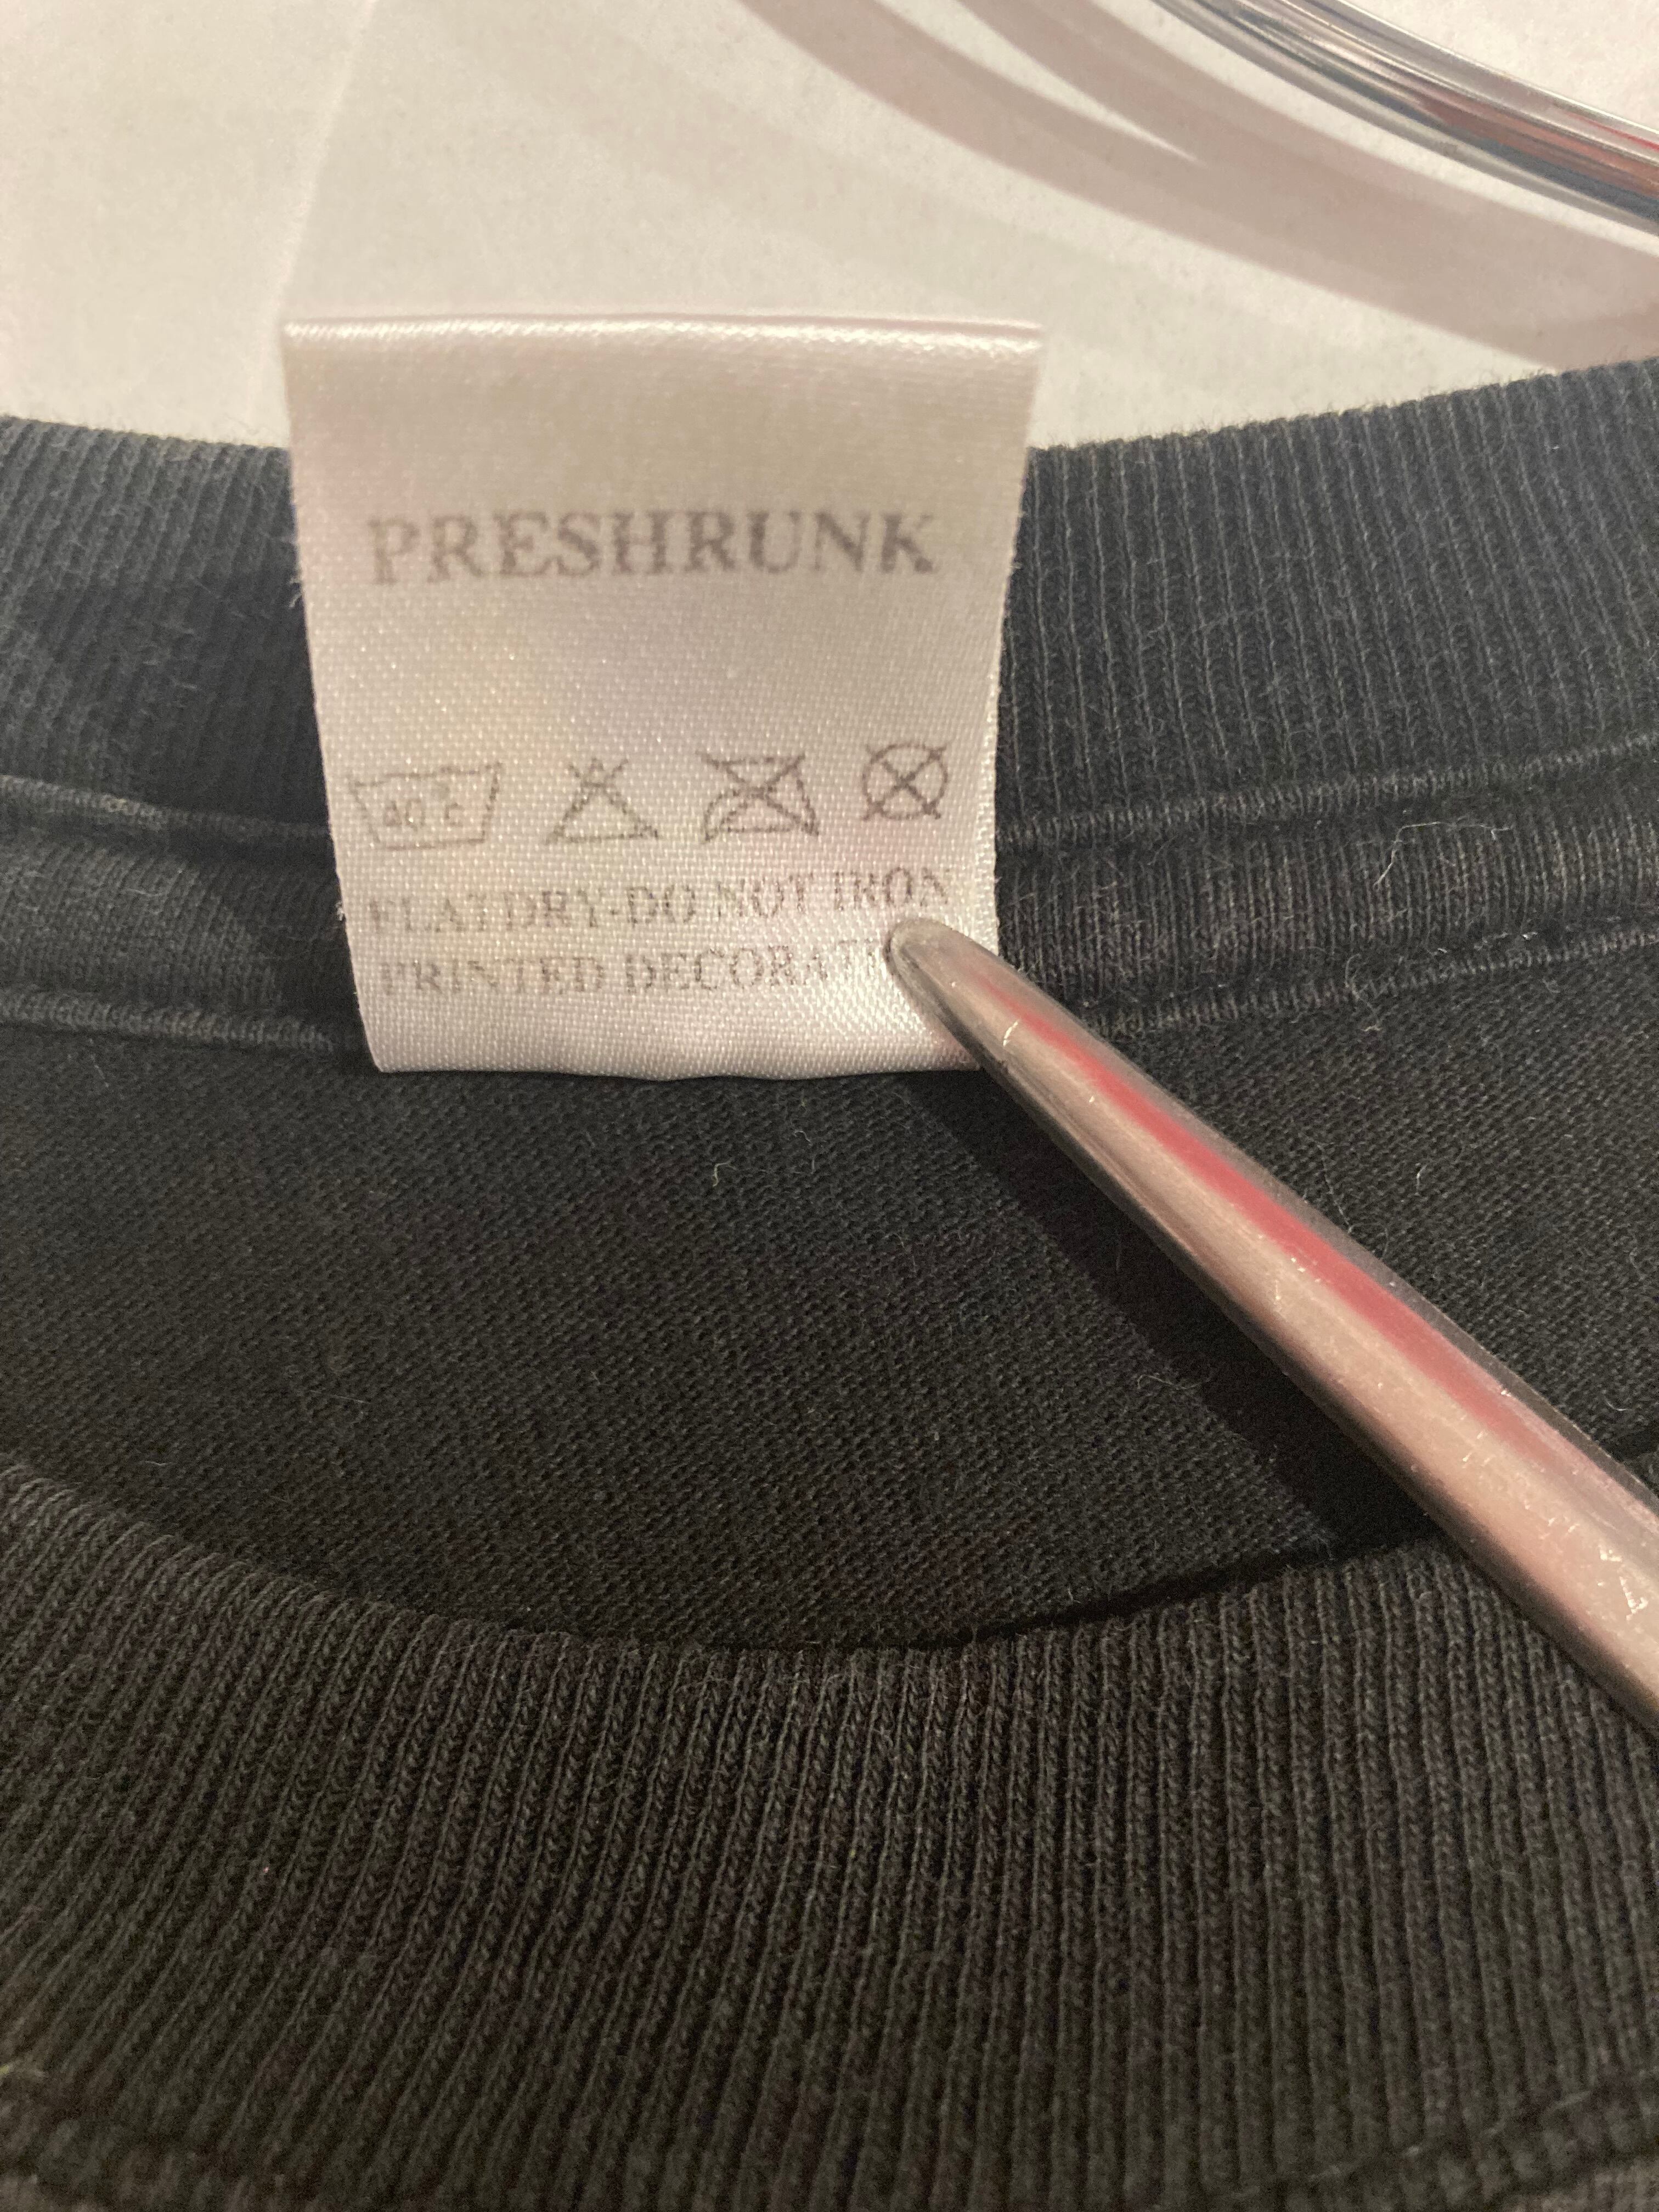 PRESHRUNK
40°C
FLATDRY-DO NOT IRON
PRINTED